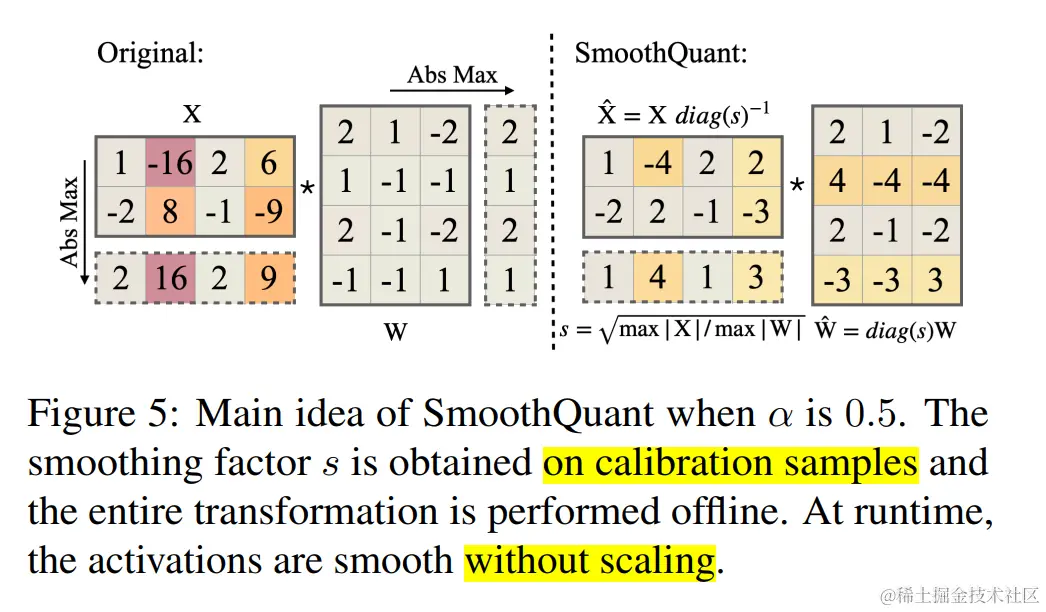 Original:
SmoothQuant:
Abs Max
X
X̂ = X diag(s)⁻¹
Abs Max
1 -16 2 6
-2 8 -1 -9
2 16 2 9
*
2 1 -2
1 -1 -1
2 -1 -2
-1 -1 1
2
1
2
1
W
1 -4 2 2
-2 2 -1 -3
1 4 1 3
*
2 1 -2
4 -4 -4
2 -1 -2
-3 -3 3
s = √max |X| / max |W|
Ŵ = diag(s)W
Figure 5: Main idea of SmoothQuant when α is 0.5. The
smoothing factor s is obtained on calibration samples and
the entire transformation is performed offline. At runtime,
the activations are smooth without scaling.
@稀土掘金技术社区